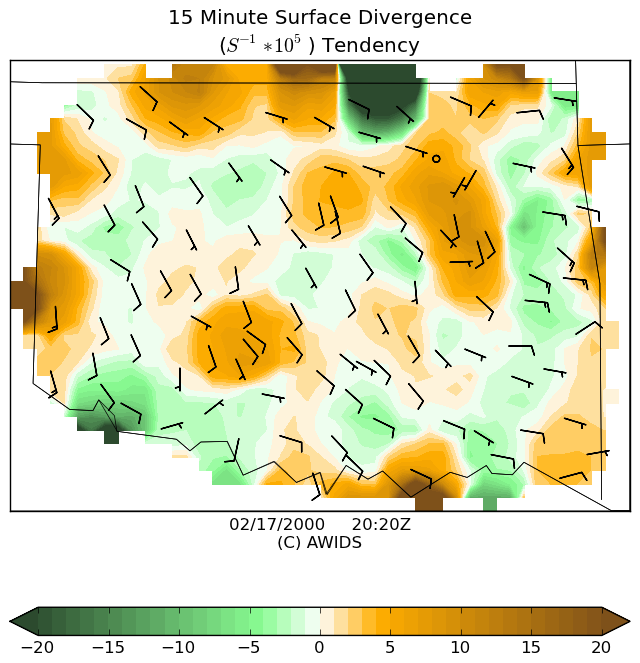 15 Minute Surface Divergence
(S⁻¹ *10⁵ ) Tendency
02/17/2000 20:20Z
(C) AWIDS
−20 −15 −10 −5 0 5 10 15 20